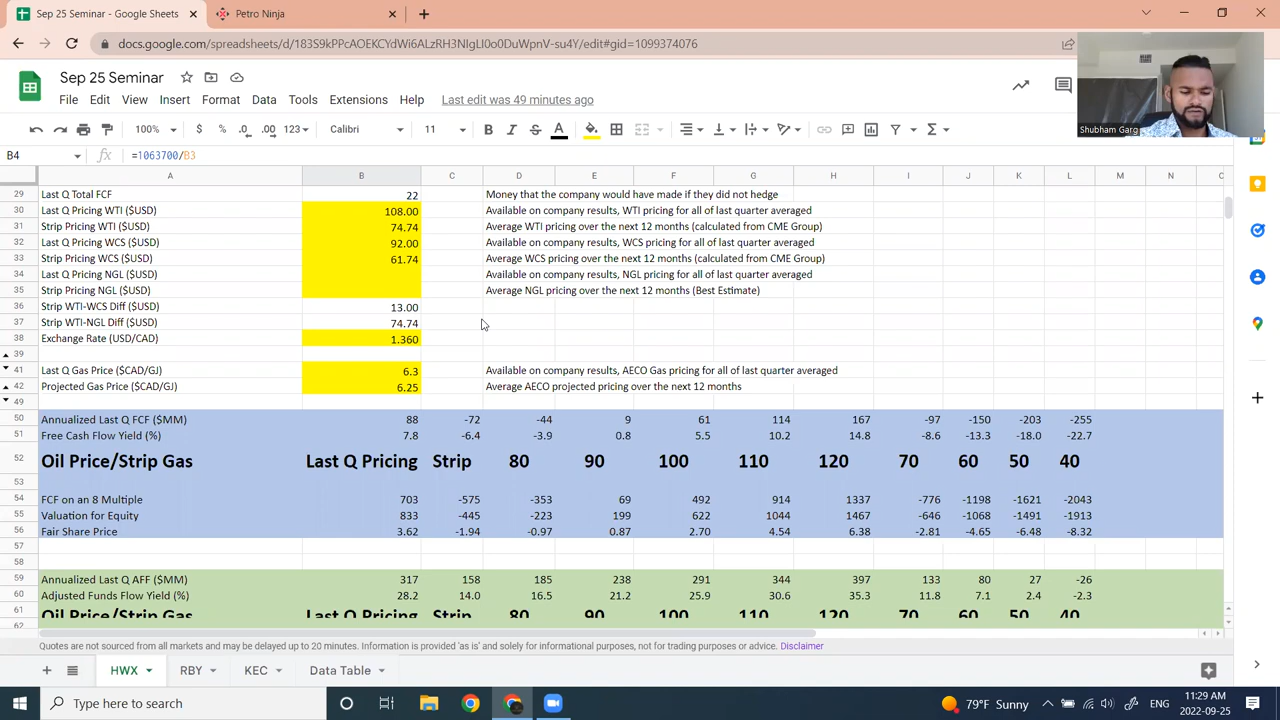 Sep 25 Seminar - Google Sheets
Petro Ninja
docs.google.com/spreadsheets/d/183S9kPPcAOEKCYdWi6ALzRH3NIgLI0o0DuWpNvV-su4Y/edit#gid=1099374076
Sep 25 Seminar
File Edit View Insert Format Data Tools Extensions Help Last edit was 49 minutes ago
100% $ % .0 .00 123 Calibri 11 B I S A
B4 fx =1063700/B3
Shubham Garg
A B C D E F G H I J K L M N
29 Last Q Total FCF 22 Money that the company would have made if they did not hedge
30 Last Q Pricing WTI ($USD) 108.00 Available on company results, WTI pricing for all of last quarter averaged
31 Strip Pricing WTI ($USD) 74.74 Average WTI pricing over the next 12 months (calculated from CME Group)
32 Last Q Pricing WCS ($USD) 92.00 Available on company results, WCS pricing for all of last quarter averaged
33 Strip Pricing WCS ($USD) 61.74 Average WCS pricing over the next 12 months (calculated from CME Group)
34 Last Q Pricing NGL ($USD) Available on company results, NGL pricing for all of last quarter averaged
35 Strip Pricing NGL ($USD) Average NGL pricing over the next 12 months (Best Estimate)
36 Strip WTI-WCS Diff ($USD) 13.00
37 Strip WTI-NGL Diff ($USD) 74.74
38 Exchange Rate (USD/CAD) 1.360
39
41 Last Q Gas Price ($CAD/GJ) 6.3 Available on company results, AECO Gas pricing for all of last quarter averaged
42 Projected Gas Price ($CAD/GJ) 6.25 Average AECO projected pricing over the next 12 months
49
50 Annualized Last Q FCF ($MM) 88 -72 -44 9 61 114 167 -97 -150 -203 -255
51 Free Cash Flow Yield (%) 7.8 -6.4 -3.9 0.8 5.5 10.2 14.8 -8.6 -13.3 -18.0 -22.7
52 Oil Price/Strip Gas Last Q Pricing Strip 80 90 100 110 120 70 60 50 40
53
54 FCF on an 8 Multiple 703 -575 -353 69 492 914 1337 -776 -1198 -1621 -2043
55 Valuation for Equity 833 -445 -223 199 622 1044 1467 -646 -1068 -1491 -1913
56 Fair Share Price 3.62 -1.94 -0.97 0.87 2.70 4.54 6.38 -2.81 -4.65 -6.48 -8.32
57
58
59 Annualized Last Q AFF ($MM) 317 158 185 238 291 344 397 133 80 27 -26
60 Adjusted Funds Flow Yield (%) 28.2 14.0 16.5 21.2 25.9 30.6 35.3 11.8 7.1 2.4 -2.3
61 Oil Price/Strip Gas Last Q Pricing Strip 80 90 100 110 120 70 60 50 40
62
Quotes are not sourced from all markets and may be delayed up to 20 minutes. Information is provided 'as is' and solely for informational purposes, not for trading purposes or advice. Disclaimer
HWX RBY KEC Data Table
Type here to search
79°F Sunny
ENG
11:29 AM
2022-09-25